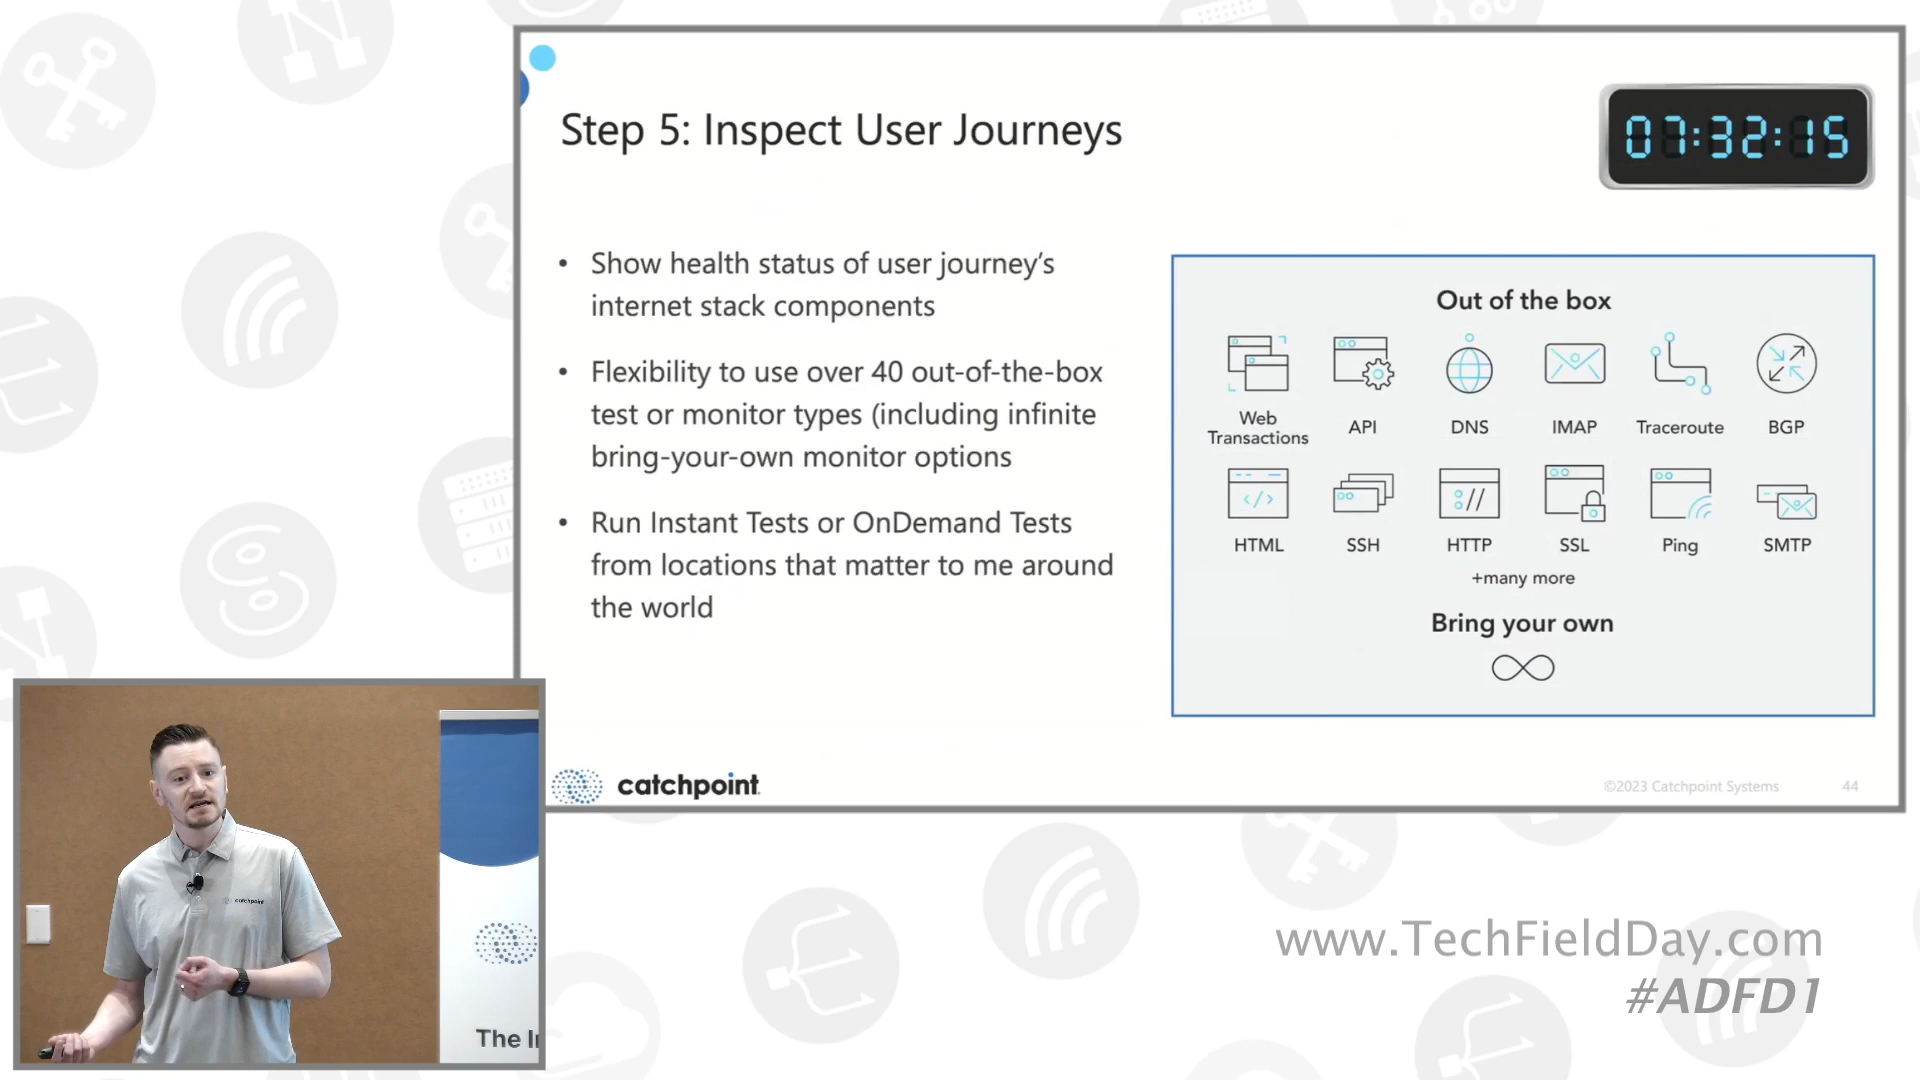 Step 5: Inspect User Journeys
07:32:15
• Show health status of user journey's
internet stack components
• Flexibility to use over 40 out-of-the-box
test or monitor types (including infinite
bring-your-own monitor options
• Run Instant Tests or OnDemand Tests
from locations that matter to me around
the world
Out of the box
Web
Transactions
API
DNS
IMAP
Traceroute
BGP
HTML
SSH
HTTP
SSL
Ping
SMTP
+many more
Bring your own
catchpoint
©2023 Catchpoint Systems
44
catchpoint
The
www.TechFieldDay.com
#ADFD1